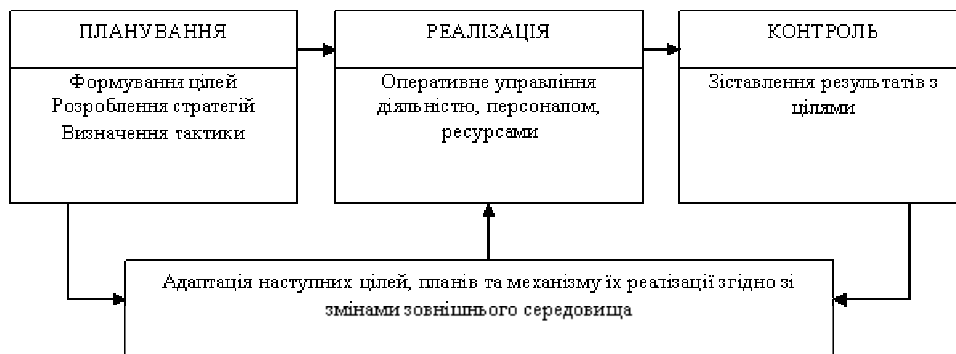 ПЛАНУВАННЯ
Формування цілей
Розроблення стратегій
Визначення тактики
РЕАЛІЗАЦІЯ
Оперативне управління
діяльністю, персоналом,
ресурсами
КОНТРОЛЬ
Зіставлення результатів з
цілями
Адаптація наступних цілей, планів та механізму їх реалізації згідно зі
змінами зовнішнього середовища